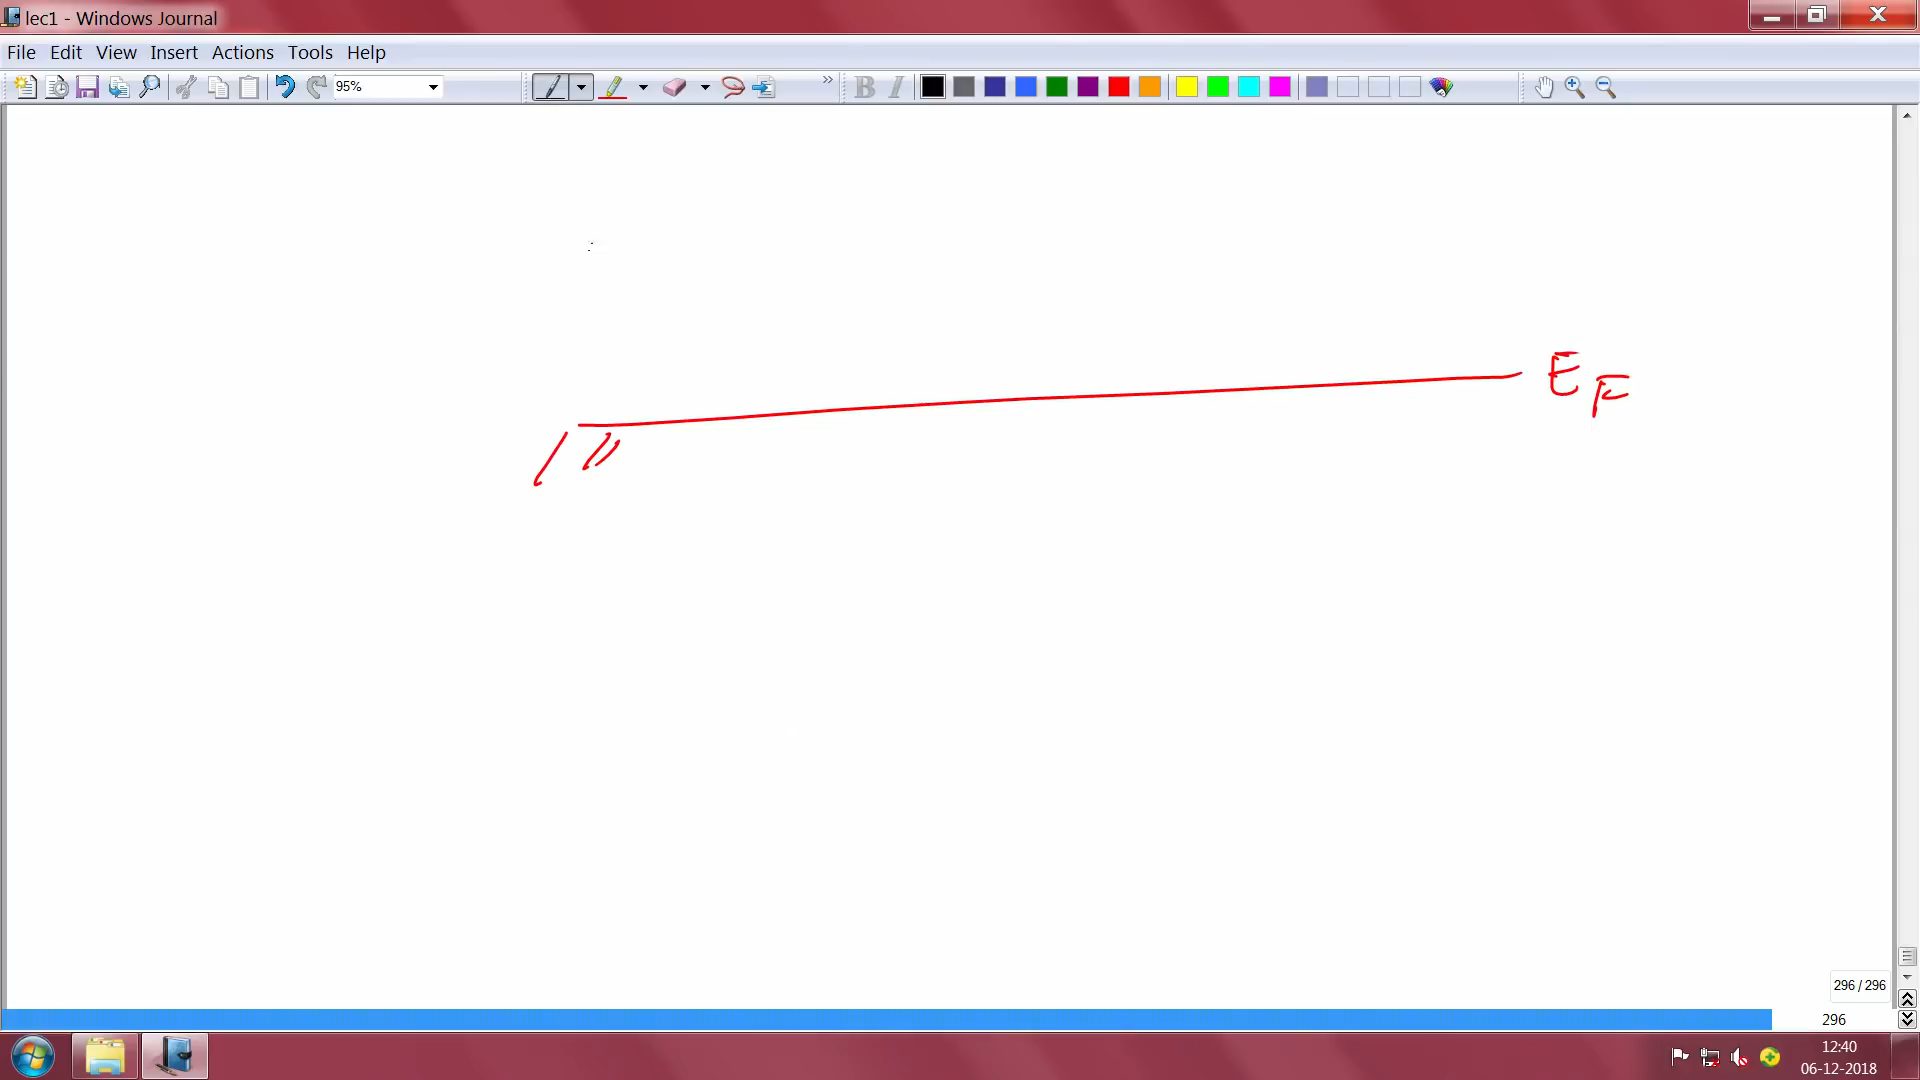 lec1 - Windows Journal
File Edit View Insert Actions Tools Help
95% » B I
E_F
296 / 296
296
12:40
06-12-2018